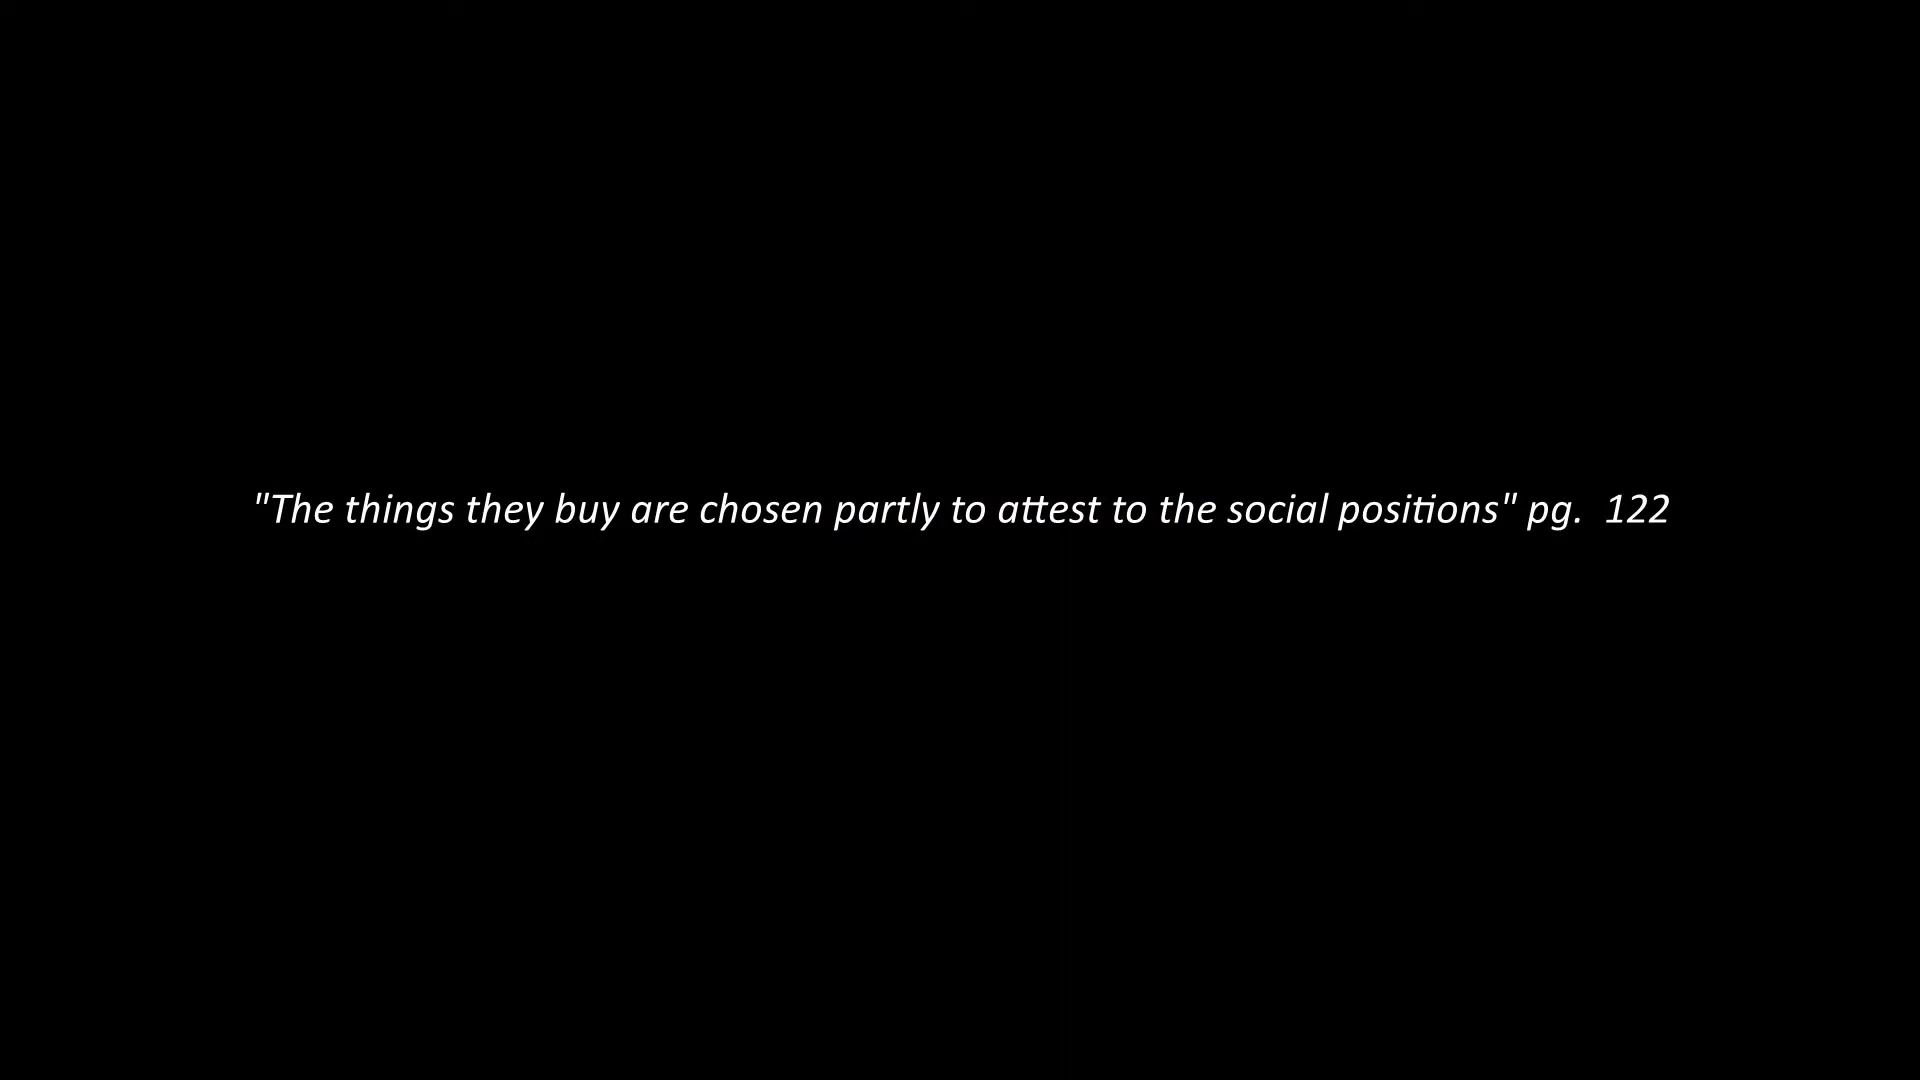 "The things they buy are chosen partly to attest to the social positions" pg.  122